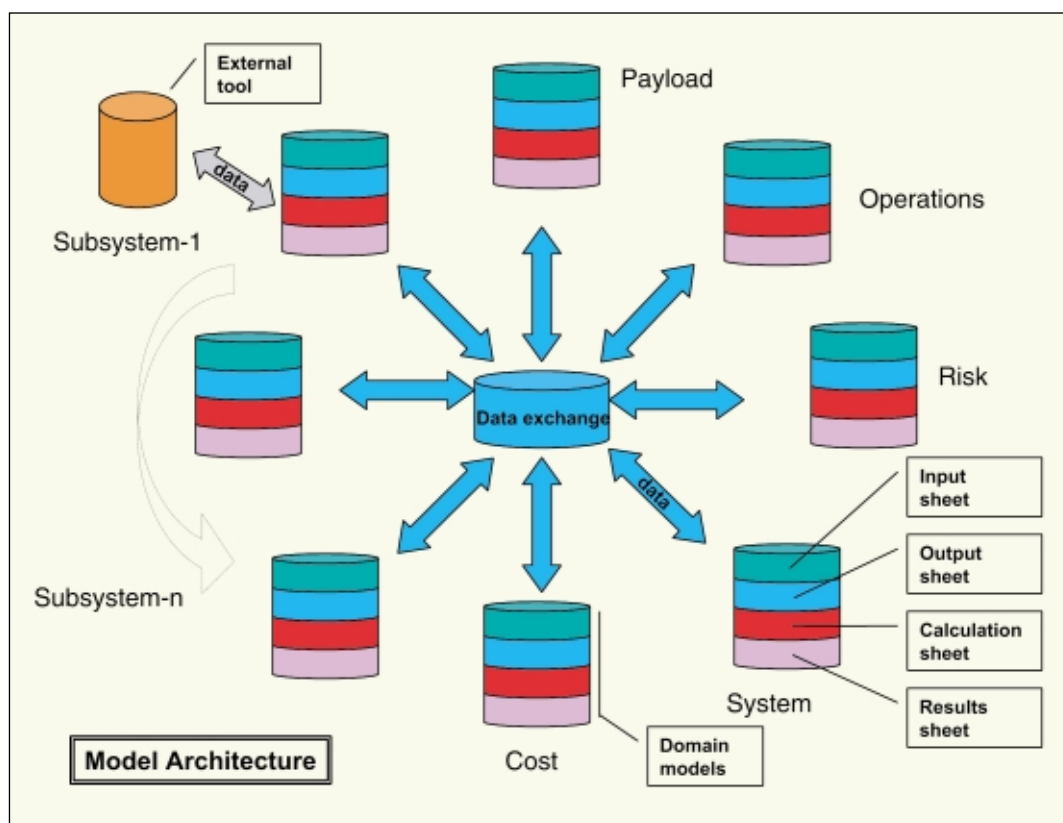 External
tool
Payload
data
Operations
Subsystem-1
Risk
Data exchange
data
Input
sheet
Output
sheet
Subsystem-n
Calculation
sheet
Results
sheet
System
Domain
models
Cost
Model Architecture